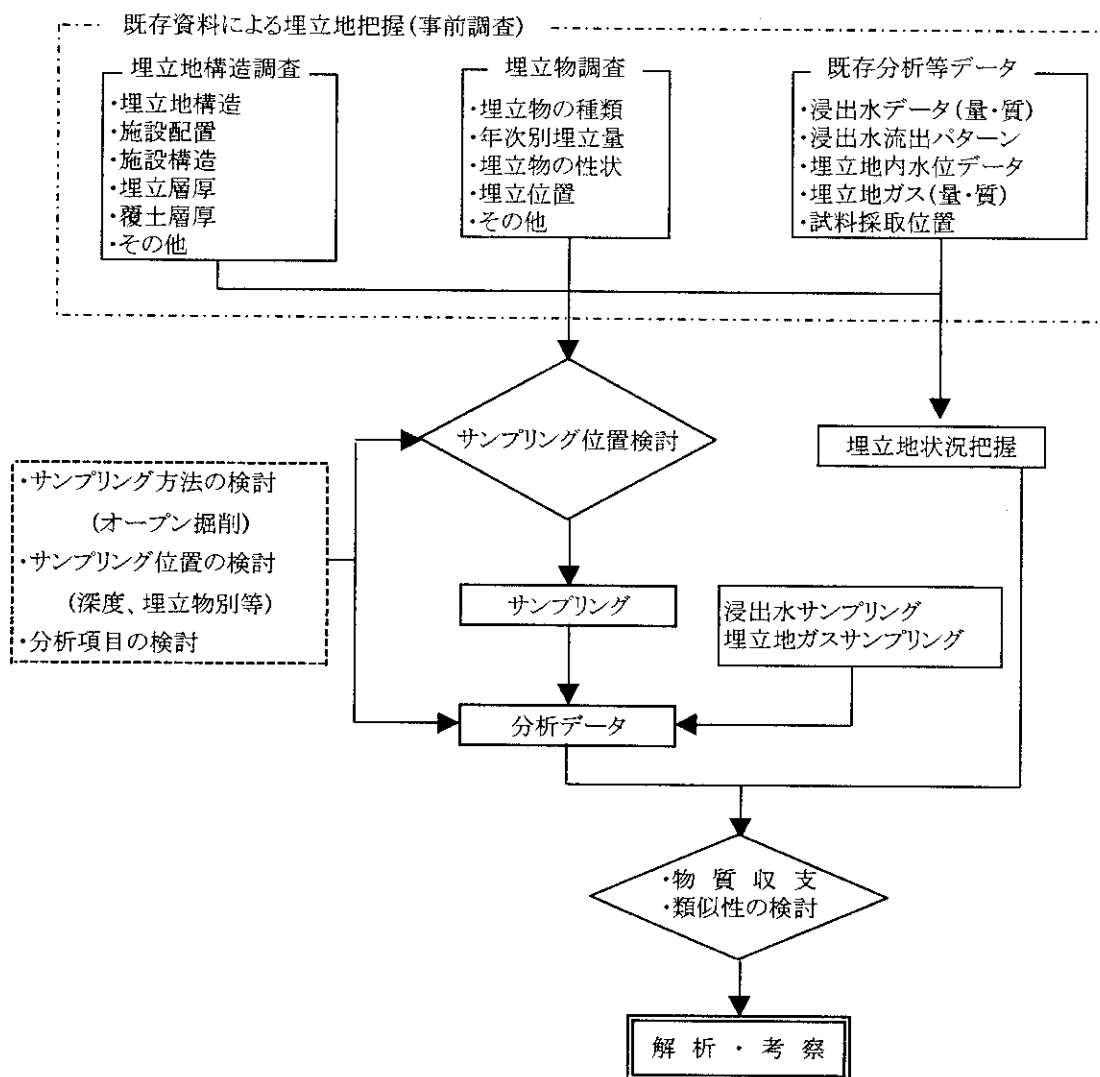 既存資料による埋立地把握(事前調査)
埋立地構造調査
・埋立地構造
・施設配置
・施設構造
・埋立層厚
・覆土層厚
・その他
埋立物調査
・埋立物の種類
・年次別埋立量
・埋立物の性状
・埋立位置
・その他
既存分析等データ
・浸出水データ(量・質)
・浸出水流出パターン
・埋立地内水位データ
・埋立地ガス(量・質)
・試料採取位置
サンプリング位置検討
埋立地状況把握
・サンプリング方法の検討
(オープン掘削)
・サンプリング位置の検討
(深度、埋立物別等)
・分析項目の検討
サンプリング
浸出水サンプリング
埋立地ガスサンプリング
分析データ
・物質収支
・類似性の検討
解析・考察